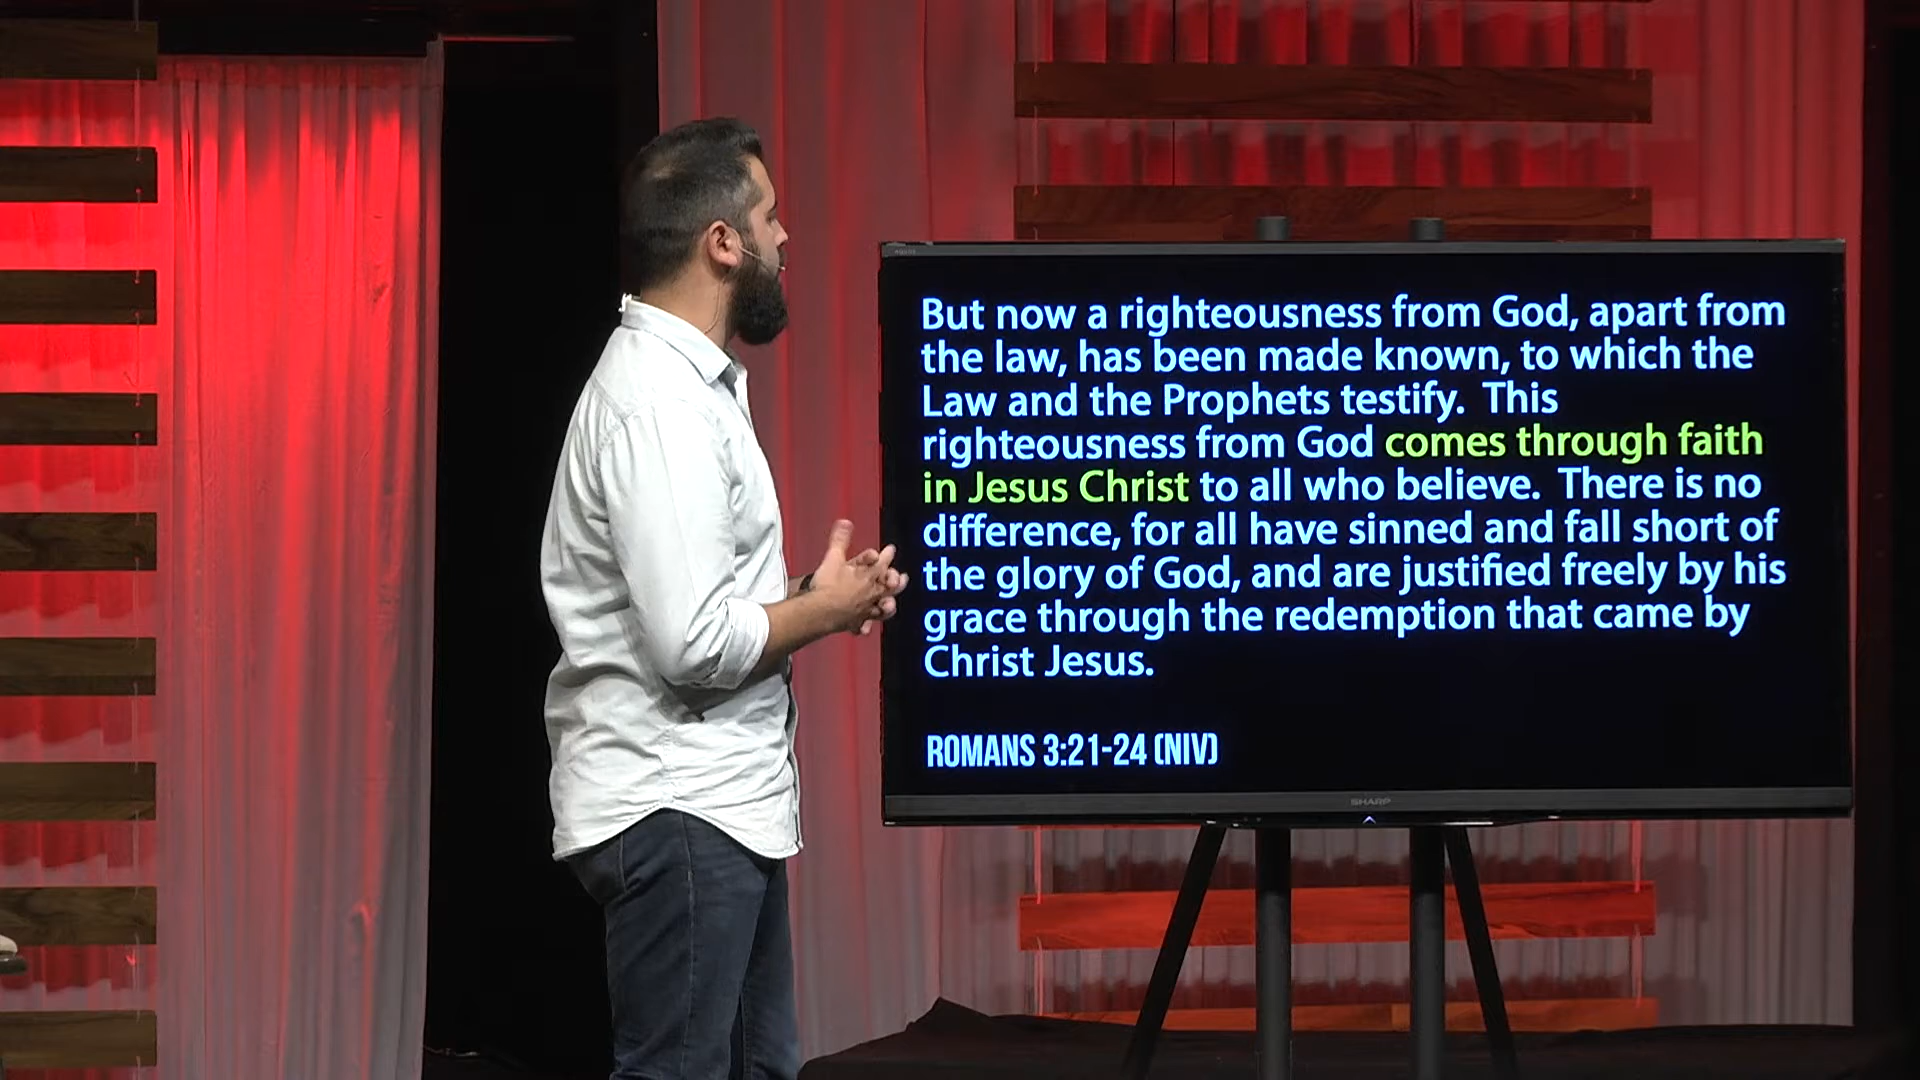 But now a righteousness from God, apart from
the law, has been made known, to which the
Law and the Prophets testify.  This
righteousness from God comes through faith
in Jesus Christ to all who believe.  There is no
difference, for all have sinned and fall short of
the glory of God, and are justified freely by his
grace through the redemption that came by
Christ Jesus.
ROMANS 3:21-24 (NIV)
SHARP